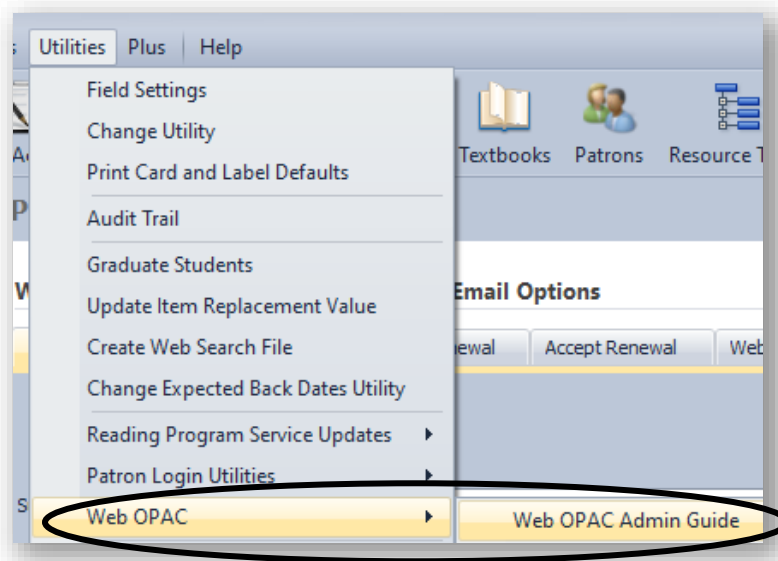 Utilities Plus Help
Field Settings
Change Utility
Print Card and Label Defaults
Audit Trail
Graduate Students
Update Item Replacement Value
Create Web Search File
Change Expected Back Dates Utility
Reading Program Service Updates
Patron Login Utilities
Web OPAC
Web OPAC Admin Guide
Textbooks Patrons Resource
Email Options
Accept Renewal Web